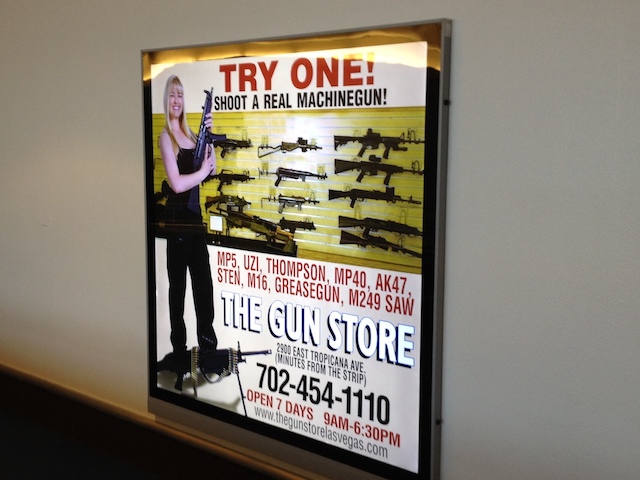 TRY ONE!
SHOOT A REAL MACHINEGUN!
MP5, UZI, THOMPSON, MP40, AK47,
STEN, M16, GREASEGUN, M249 SAW
THE GUN STORE
2900 EAST TROPICANA AVE.
(MINUTES FROM THE STRIP)
702-454-1110
OPEN 7 DAYS 9AM-6:30PM
www.thegunstorelasvegas.com